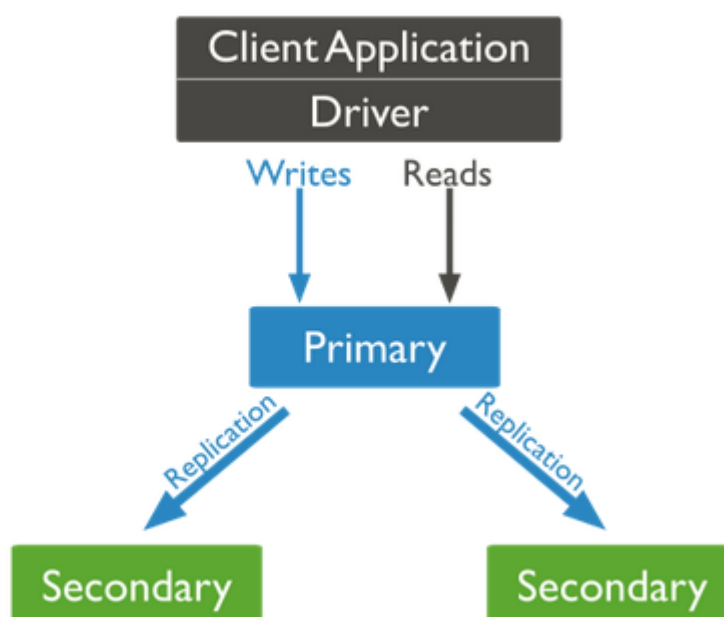 Client Application
Driver
Writes Reads
Primary
Replication Replication
Secondary Secondary